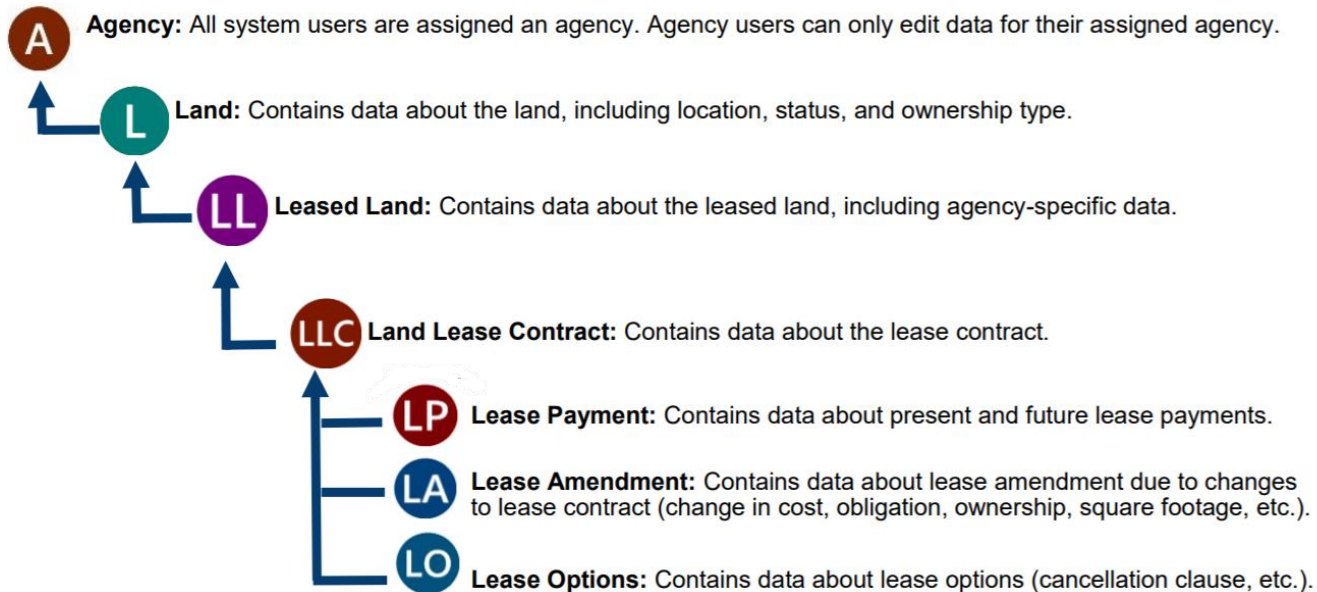 A
Agency: All system users are assigned an agency. Agency users can only edit data for their assigned agency.
L
Land: Contains data about the land, including location, status, and ownership type.
LL
Leased Land: Contains data about the leased land, including agency-specific data.
LLC
Land Lease Contract: Contains data about the lease contract.
LP
Lease Payment: Contains data about present and future lease payments.
LA
Lease Amendment: Contains data about lease amendment due to changes
to lease contract (change in cost, obligation, ownership, square footage, etc.).
LO
Lease Options: Contains data about lease options (cancellation clause, etc.).